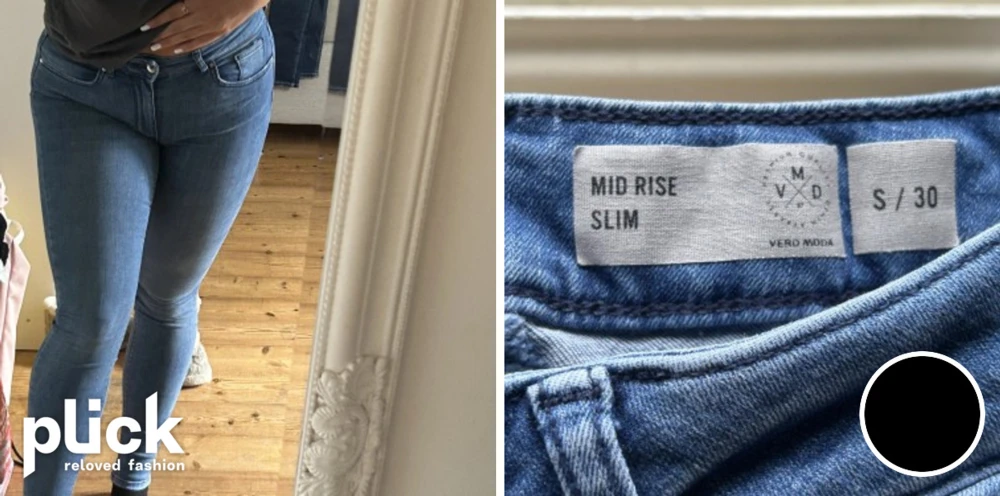 plick
reloved fashion
MID RISE
SLIM
V M D
VERO MODA
S / 30